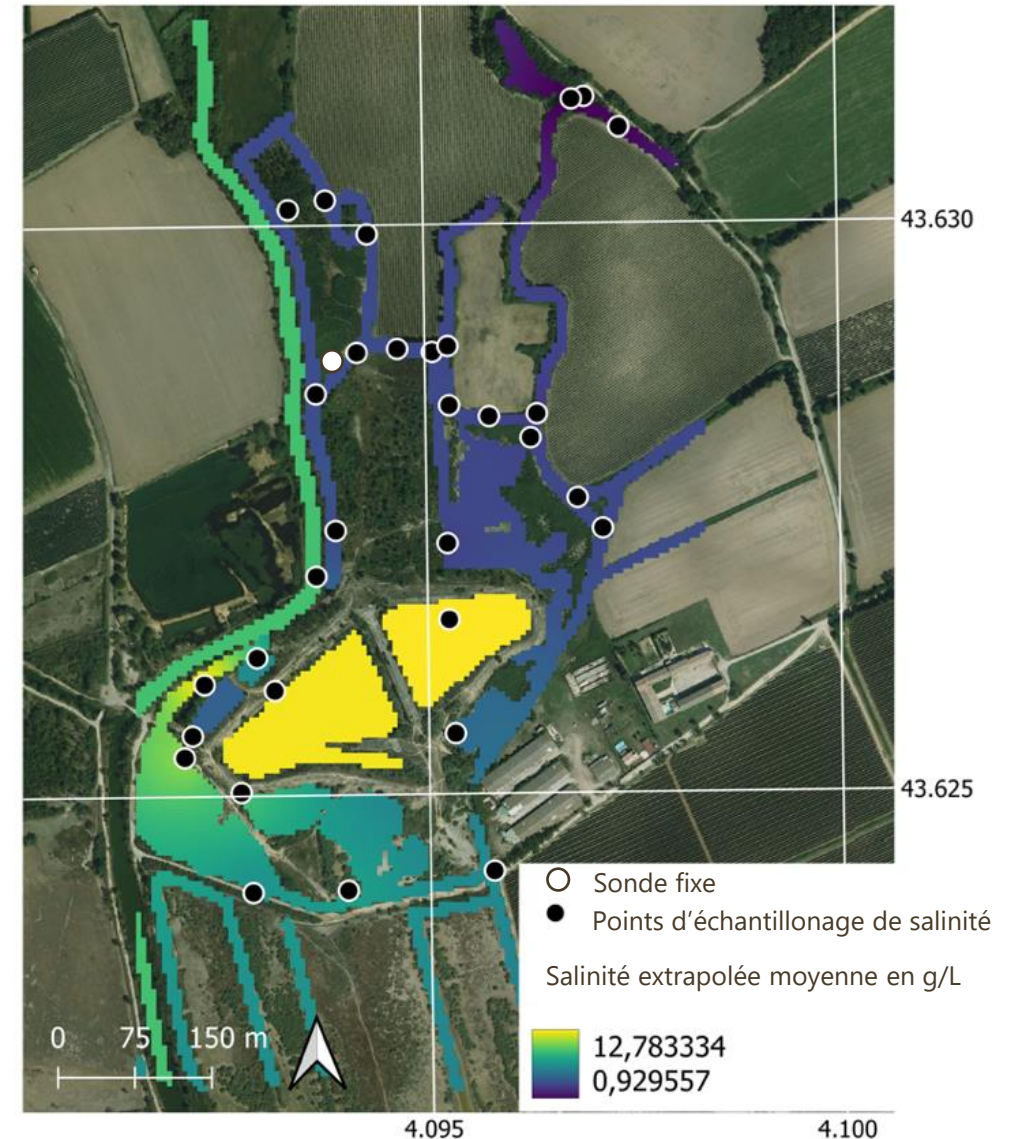 43.630
43.625
Sonde fixe
Points d'échantillonage de salinité
Salinité extrapolée moyenne en g/L
0 75 150 m
12,783334
0,929557
4.095 4.100